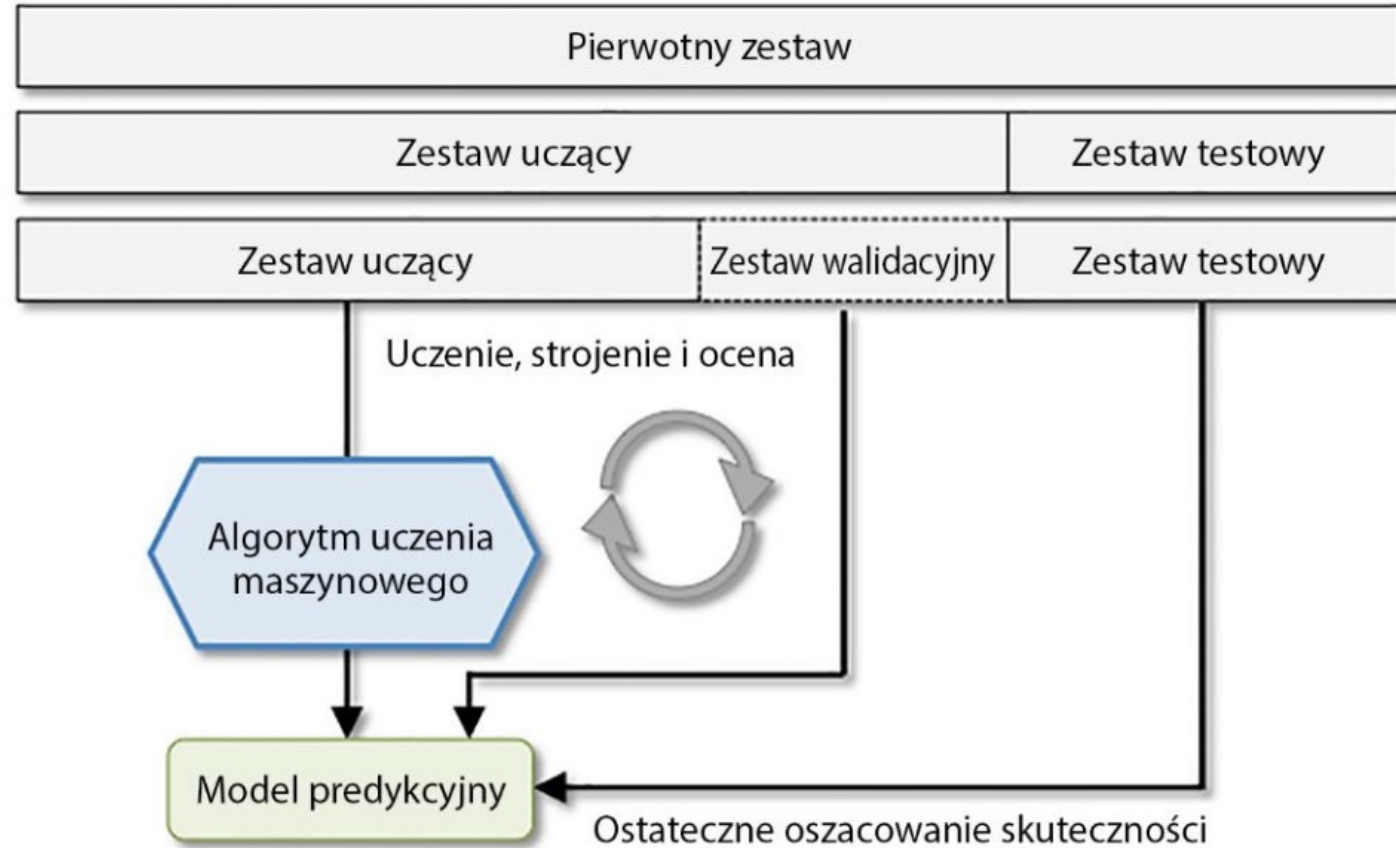 Pierwotny zestaw
Zestaw uczący
Zestaw testowy
Zestaw uczący
Zestaw walidacyjny
Zestaw testowy
Uczenie, strojenie i ocena
Algorytm uczenia
maszynowego
Model predykcyjny
Ostateczne oszacowanie skuteczności